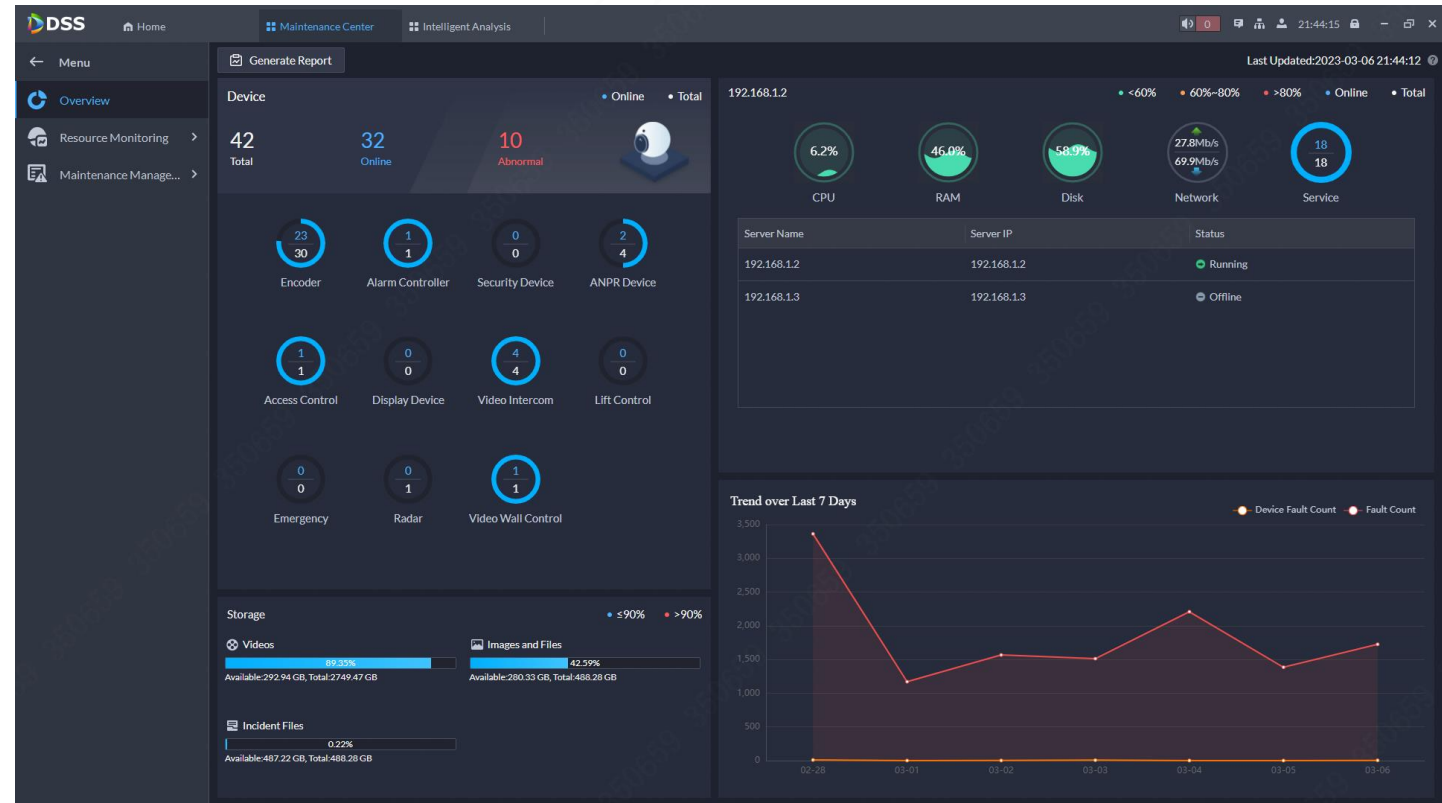 DSS Home Maintenance Center Intelligent Analysis 0 21:44:15
Menu
Overview
Resource Monitoring
Maintenance Manage...
Generate Report Last Updated:2023-03-06 21:44:12
Device Online Total
42 32 10
Total Online Abnormal
23 1 0 2
30 1 0 4
Encoder Alarm Controller Security Device ANPR Device
1 0 4 0
1 0 4 0
Access Control Display Device Video Intercom Lift Control
0 0 1
0 1 1
Emergency Radar Video Wall Control
Storage ≤90% >90%
Videos Images and Files
89.35% 42.59%
Available:292.94 GB, Total:2749.47 GB Available:280.33 GB, Total:488.28 GB
Incident Files
0.22%
Available:487.22 GB, Total:488.28 GB
192.168.1.2 <60% 60%~80% >80% Online Total
6.2% 46.0% 58.9% 27.8Mb/s 18
69.9Mb/s 18
CPU RAM Disk Network Service
Server Name Server IP Status
192.168.1.2 192.168.1.2 Running
192.168.1.3 192.168.1.3 Offline
Trend over Last 7 Days
Device Fault Count Fault Count
3,500
3,000
2,500
2,000
1,500
1,000
500
0
02-28 03-01 03-02 03-03 03-04 03-05 03-06